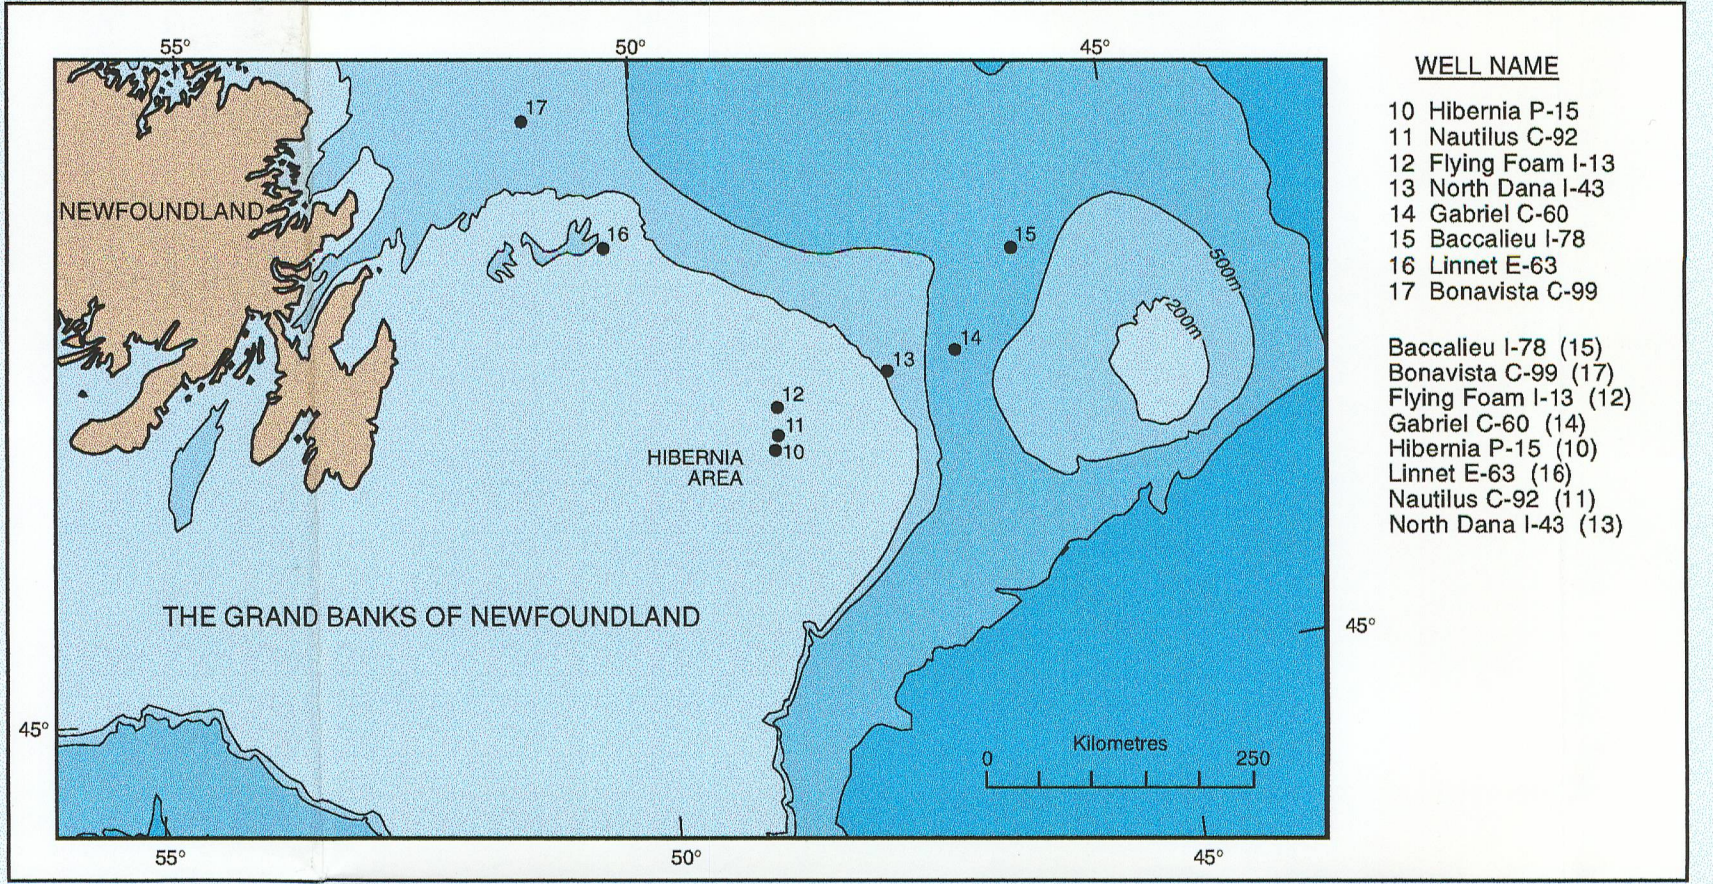 55°
50°
45°
WELL NAME
10 Hibernia P-15
11 Nautilus C-92
12 Flying Foam I-13
13 North Dana I-43
14 Gabriel C-60
15 Baccalieu I-78
16 Linnet E-63
17 Bonavista C-99
Baccalieu I-78 (15)
Bonavista C-99 (17)
Flying Foam I-13 (12)
Gabriel C-60 (14)
Hibernia P-15 (10)
Linnet E-63 (16)
Nautilus C-92 (11)
North Dana I-43 (13)
17
NEWFOUNDLAND
16
15
500m
200m
14
13
12
11
10
HIBERNIA
AREA
THE GRAND BANKS OF NEWFOUNDLAND
45°
45°
Kilometres
0 250
55°
50°
45°